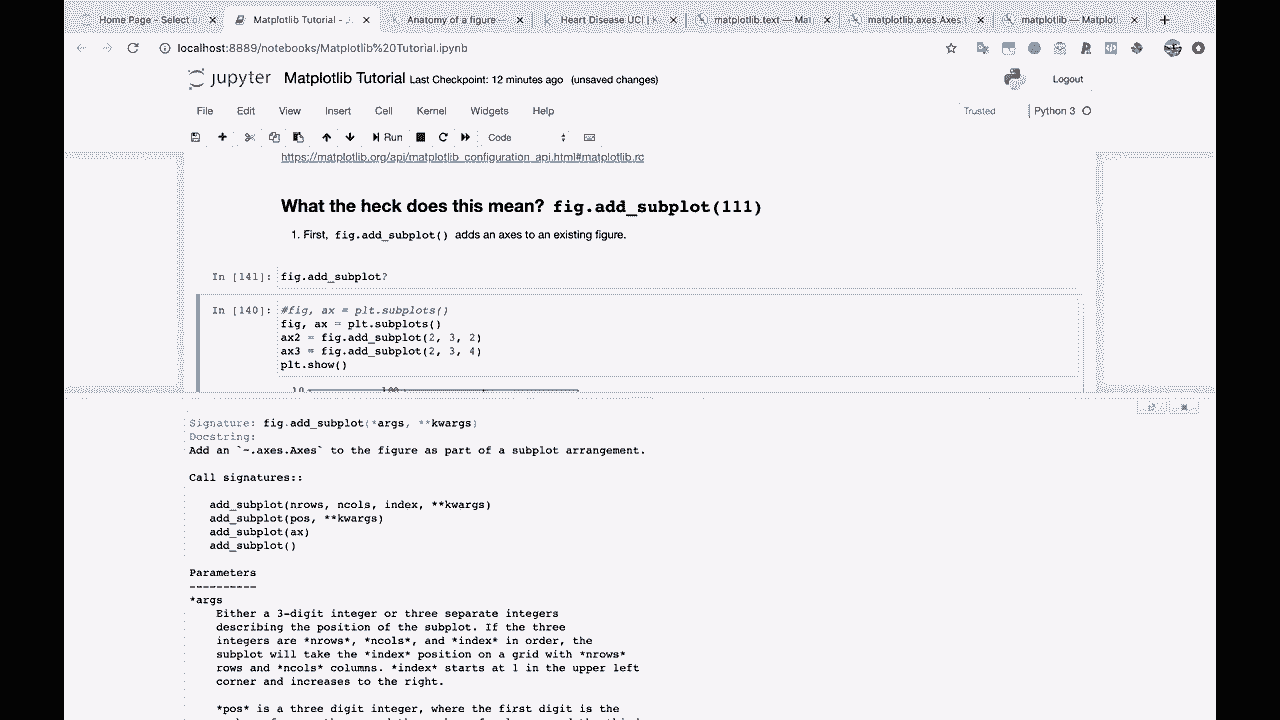 Home Page - Select o
Matplotlib Tutorial - J
Anatomy of a figure —
Heart Disease UCI | K
matplotlib.text — Mat
matplotlib.axes.Axes
matplotlib — Matplotl
localhost:8889/notebooks/Matplotlib%20Tutorial.ipynb
jupyter Matplotlib Tutorial Last Checkpoint: 12 minutes ago (unsaved changes)
Logout
File Edit View Insert Cell Kernel Widgets Help
Trusted
Python 3
Run
Code
https://matplotlib.org/api/matplotlib_configuration_api.html#matplotlib.rc
What the heck does this mean? fig.add_subplot(111)
1. First, fig.add_subplot() adds an axes to an existing figure.
In [141]: fig.add_subplot?
In [140]: #fig, ax = plt.subplots()
fig, ax = plt.subplots()
ax2 = fig.add_subplot(2, 3, 2)
ax3 = fig.add_subplot(2, 3, 4)
plt.show()
Signature: fig.add_subplot(*args, **kwargs)
Docstring:
Add an `~.axes.Axes` to the figure as part of a subplot arrangement.
Call signatures::
add_subplot(nrows, ncols, index, **kwargs)
add_subplot(pos, **kwargs)
add_subplot(ax)
add_subplot()
Parameters
----------
*args
Either a 3-digit integer or three separate integers
describing the position of the subplot. If the three
integers are *nrows*, *ncols*, and *index* in order, the
subplot will take the *index* position on a grid with *nrows*
rows and *ncols* columns. *index* starts at 1 in the upper left
corner and increases to the right.
*pos* is a three digit integer, where the first digit is the